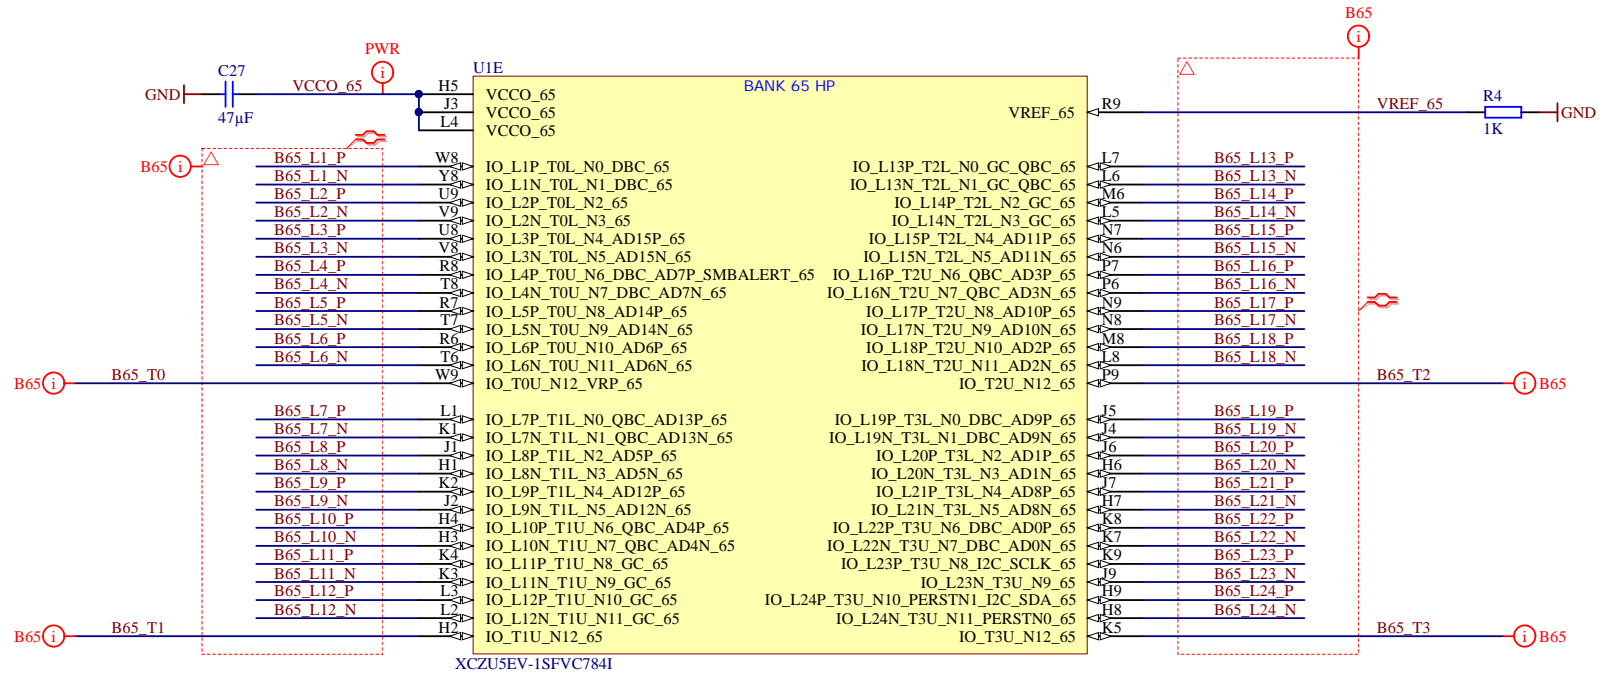 B65
PWR
C27
VCCO_65
GND
47µF
U1E
BANK 65 HP
H5 VCCO_65
J3 VCCO_65
L4 VCCO_65
VREF_65 R9 VREF_65
R4
1K
GND
B65
B65_L1_P W8 IO_L1P_T0L_N0_DBC_65
B65_L1_N Y8 IO_L1N_T0L_N1_DBC_65
B65_L2_P U9 IO_L2P_T0L_N2_65
B65_L2_N V9 IO_L2N_T0L_N3_65
B65_L3_P U8 IO_L3P_T0L_N4_AD15P_65
B65_L3_N V8 IO_L3N_T0L_N5_AD15N_65
B65_L4_P R8 IO_L4P_T0U_N6_DBC_AD7P_SMBALERT_65
B65_L4_N T8 IO_L4N_T0U_N7_DBC_AD7N_65
B65_L5_P R7 IO_L5P_T0U_N8_AD14P_65
B65_L5_N T7 IO_L5N_T0U_N9_AD14N_65
B65_L6_P R6 IO_L6P_T0U_N10_AD6P_65
B65_L6_N T6 IO_L6N_T0U_N11_AD6N_65
B65 B65_T0 W9 IO_T0U_N12_VRP_65
B65_L7_P L1 IO_L7P_T1L_N0_QBC_AD13P_65
B65_L7_N K1 IO_L7N_T1L_N1_QBC_AD13N_65
B65_L8_P J1 IO_L8P_T1L_N2_AD5P_65
B65_L8_N H1 IO_L8N_T1L_N3_AD5N_65
B65_L9_P K2 IO_L9P_T1L_N4_AD12P_65
B65_L9_N J2 IO_L9N_T1L_N5_AD12N_65
B65_L10_P H4 IO_L10P_T1U_N6_QBC_AD4P_65
B65_L10_N H3 IO_L10N_T1U_N7_QBC_AD4N_65
B65_L11_P K4 IO_L11P_T1U_N8_GC_65
B65_L11_N K3 IO_L11N_T1U_N9_GC_65
B65_L12_P L3 IO_L12P_T1U_N10_GC_65
B65_L12_N L2 IO_L12N_T1U_N11_GC_65
B65 B65_T1 H2 IO_T1U_N12_65
IO_L13P_T2L_N0_GC_QBC_65 L7 B65_L13_P
IO_L13N_T2L_N1_GC_QBC_65 L6 B65_L13_N
IO_L14P_T2L_N2_GC_65 M6 B65_L14_P
IO_L14N_T2L_N3_GC_65 L5 B65_L14_N
IO_L15P_T2L_N4_AD11P_65 N7 B65_L15_P
IO_L15N_T2L_N5_AD11N_65 N6 B65_L15_N
IO_L16P_T2U_N6_QBC_AD3P_65 P7 B65_L16_P
IO_L16N_T2U_N7_QBC_AD3N_65 P6 B65_L16_N
IO_L17P_T2U_N8_AD10P_65 N9 B65_L17_P
IO_L17N_T2U_N9_AD10N_65 N8 B65_L17_N
IO_L18P_T2U_N10_AD2P_65 M8 B65_L18_P
IO_L18N_T2U_N11_AD2N_65 L8 B65_L18_N
IO_T2U_N12_65 P9 B65_T2 B65
IO_L19P_T3L_N0_DBC_AD9P_65 J5 B65_L19_P
IO_L19N_T3L_N1_DBC_AD9N_65 J4 B65_L19_N
IO_L20P_T3L_N2_AD1P_65 J6 B65_L20_P
IO_L20N_T3L_N3_AD1N_65 H6 B65_L20_N
IO_L21P_T3L_N4_AD8P_65 J7 B65_L21_P
IO_L21N_T3L_N5_AD8N_65 H7 B65_L21_N
IO_L22P_T3U_N6_DBC_AD0P_65 K8 B65_L22_P
IO_L22N_T3U_N7_DBC_AD0N_65 K7 B65_L22_N
IO_L23P_T3U_N8_I2C_SCLK_65 K9 B65_L23_P
IO_L23N_T3U_N9_65 J9 B65_L23_N
IO_L24P_T3U_N10_PERSTN1_I2C_SDA_65 H9 B65_L24_P
IO_L24N_T3U_N11_PERSTN0_65 H8 B65_L24_N
IO_T3U_N12_65 K5 B65_T3 B65
XCZU5EV-1SFVC784I